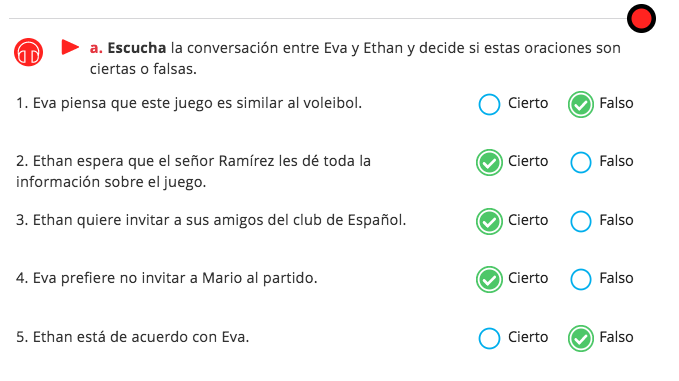 a. Escucha la conversación entre Eva y Ethan y decide si estas oraciones son
ciertas o falsas.
1. Eva piensa que este juego es similar al voleibol. Cierto Falso
2. Ethan espera que el señor Ramírez les dé toda la Cierto Falso
información sobre el juego.
3. Ethan quiere invitar a sus amigos del club de Español. Cierto Falso
4. Eva prefiere no invitar a Mario al partido. Cierto Falso
5. Ethan está de acuerdo con Eva. Cierto Falso